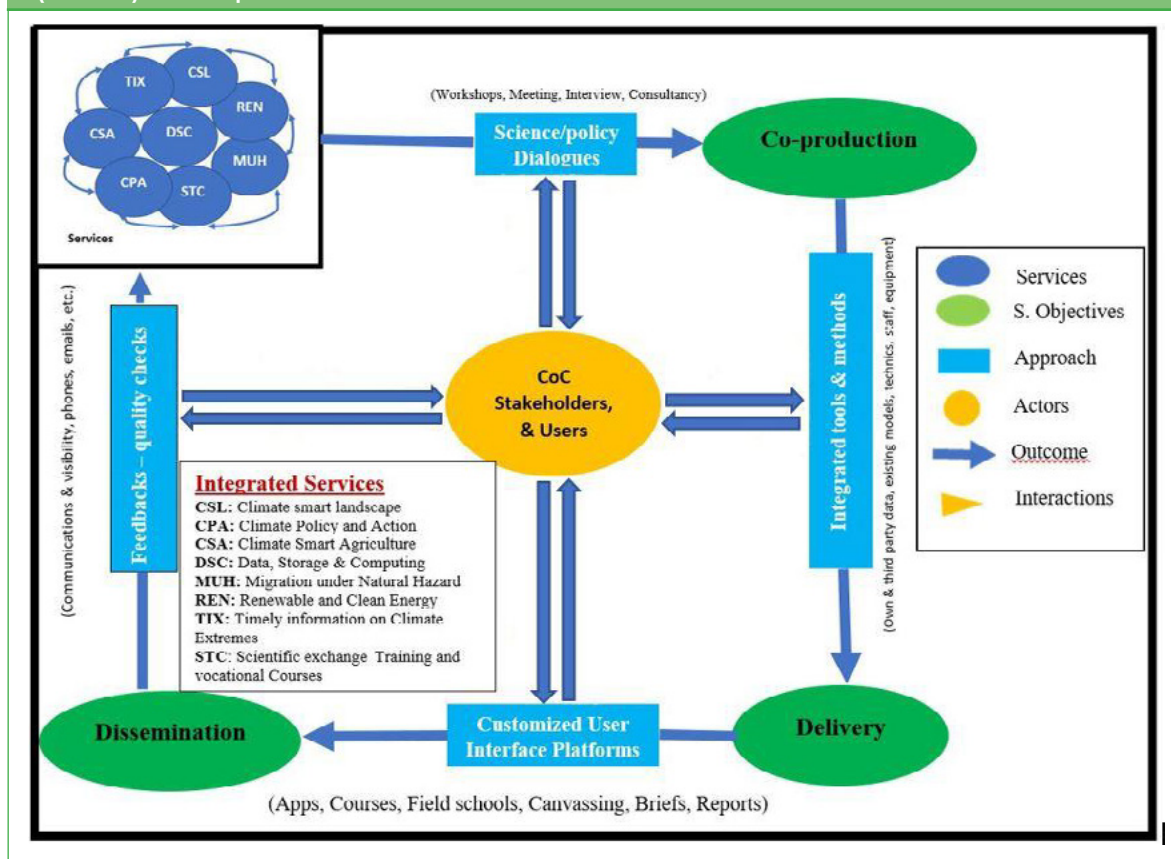 TIX
CSL
REN
CSA
DSC
MUH
CPA
STC
Services
(Workshops, Meeting, Interview, Consultancy)
Science/policy
Dialogues
Co-production
Integrated tools & methods
(Own & third party data, existing models, technics, staff, equipment)
Services
S. Objectives
Approach
Actors
Outcome
Interactions
CoC
Stakeholders,
& Users
(Communications & visibility, phones, emails, etc.)
Feedbacks – quality checks
Integrated Services
CSL: Climate smart landscape
CPA: Climate Policy and Action
CSA: Climate Smart Agriculture
DSC: Data, Storage & Computing
MUH: Migration under Natural Hazard
REN: Renewable and Clean Energy
TIX: Timely information on Climate
Extremes
STC: Scientific exchange Training and
vocational Courses
Dissemination
Customized User
Interface Platforms
Delivery
(Apps, Courses, Field schools, Canvassing, Briefs, Reports)